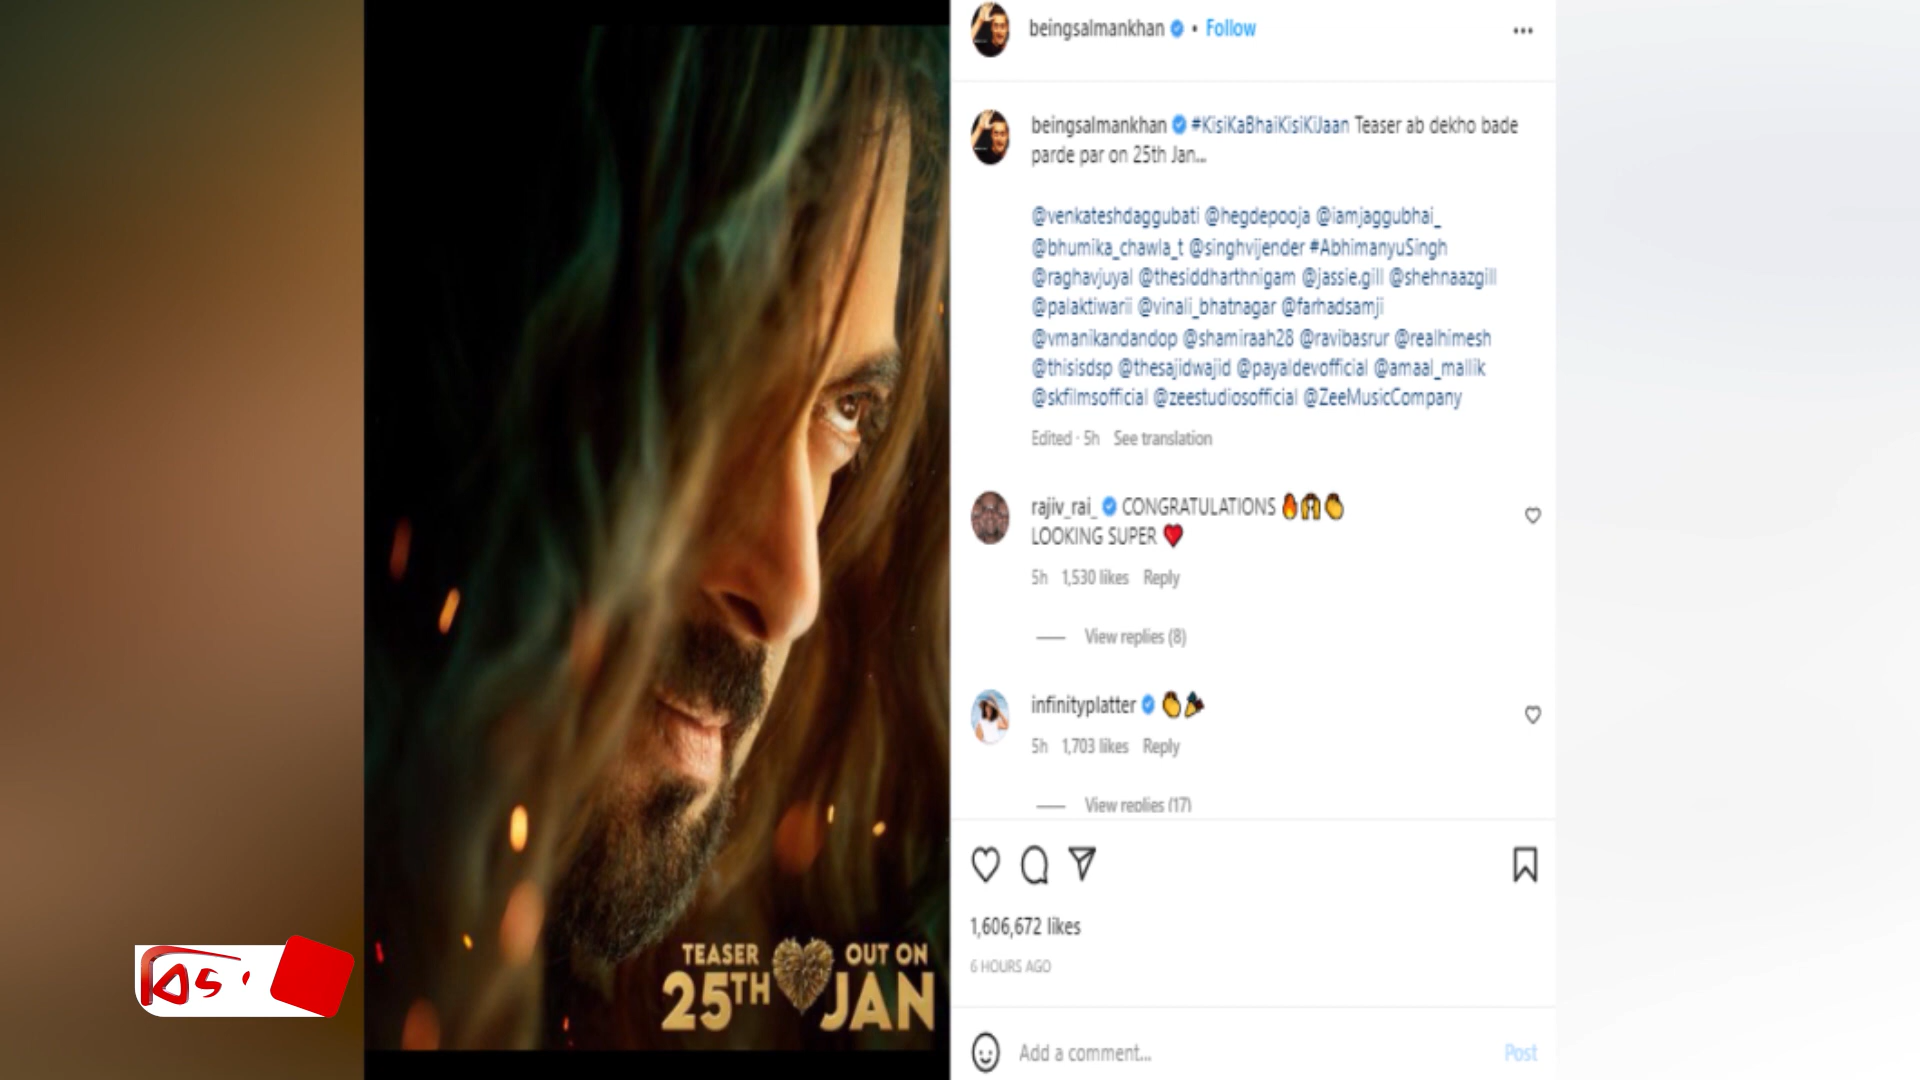 beingsalmankhan • Follow
beingsalmankhan #KisiKaBhaiKisiKiJaan Teaser ab dekho bade
parde par on 25th Jan...
@venkateshdaggubati @hegdepooja @iamjaggubhai_
@bhumika_chawla_t @singhvijender #AbhimanyuSingh
@raghavjuyal @thesiddharthnigam @jassie.gill @shehnaazgill
@palaktiwarii @vinali_bhatnagar @farhadsamji
@vmanikandandop @shamiraah28 @ravibasrur @realhimesh
@thisisdsp @thesajidwajid @payaldevofficial @amaal_mallik
@skfilmsofficial @zeestudiosofficial @ZeeMusicCompany
Edited · 5h See translation
rajiv_rai_ CONGRATULATIONS 🔥🙌👏
LOOKING SUPER ❤️
5h 1,530 likes Reply
View replies (8)
infinityplatter 👏🎉
5h 1,703 likes Reply
View replies (17)
1,606,672 likes
6 HOURS AGO
Add a comment... Post
TEASER OUT ON
25TH JAN